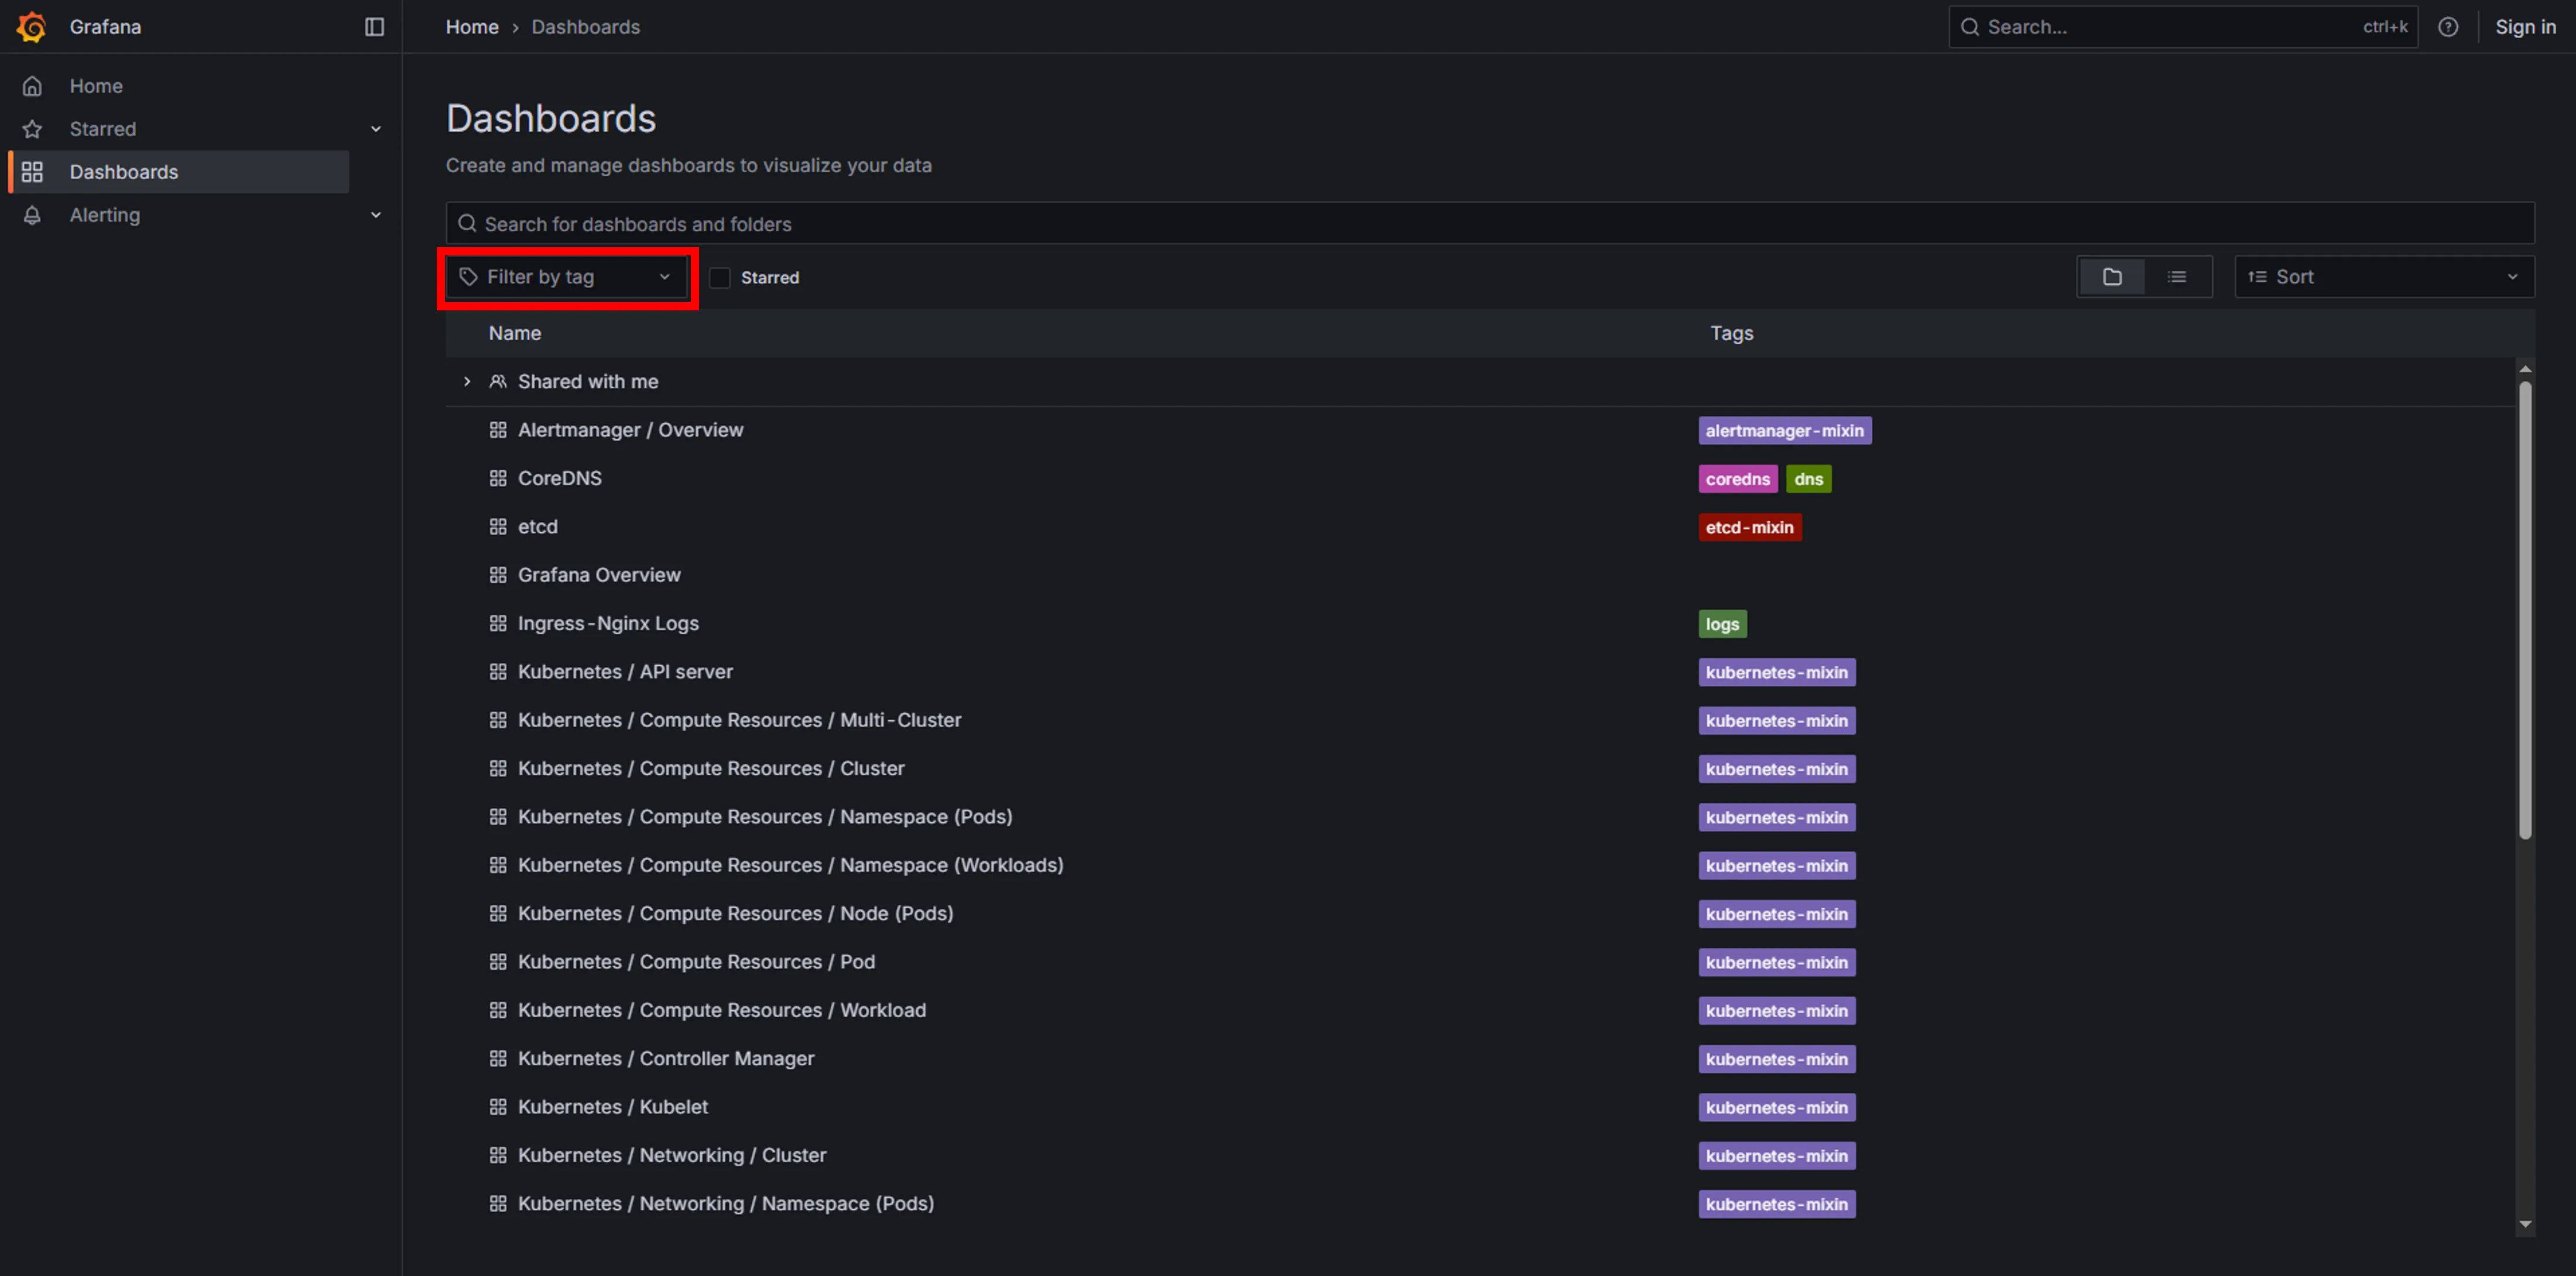 Grafana
Home › Dashboards
Search...
ctrl+k
Sign in
Home
Starred
Dashboards
Alerting
Dashboards
Create and manage dashboards to visualize your data
Search for dashboards and folders
Filter by tag
Starred
Sort
Name
Tags
Shared with me
Alertmanager / Overview
alertmanager-mixin
CoreDNS
coredns dns
etcd
etcd-mixin
Grafana Overview
Ingress-Nginx Logs
logs
Kubernetes / API server
kubernetes-mixin
Kubernetes / Compute Resources / Multi-Cluster
kubernetes-mixin
Kubernetes / Compute Resources / Cluster
kubernetes-mixin
Kubernetes / Compute Resources / Namespace (Pods)
kubernetes-mixin
Kubernetes / Compute Resources / Namespace (Workloads)
kubernetes-mixin
Kubernetes / Compute Resources / Node (Pods)
kubernetes-mixin
Kubernetes / Compute Resources / Pod
kubernetes-mixin
Kubernetes / Compute Resources / Workload
kubernetes-mixin
Kubernetes / Controller Manager
kubernetes-mixin
Kubernetes / Kubelet
kubernetes-mixin
Kubernetes / Networking / Cluster
kubernetes-mixin
Kubernetes / Networking / Namespace (Pods)
kubernetes-mixin